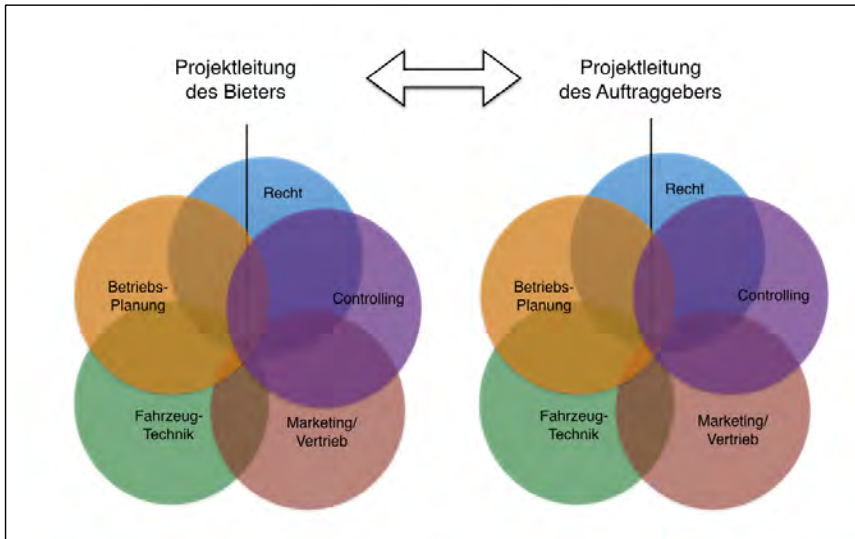 Projektleitung
des Bieters
Projektleitung
des Auftraggebers
Recht
Betriebs-
Planung
Controlling
Fahrzeug-
Technik
Marketing/
Vertrieb
Recht
Betriebs-
Planung
Controlling
Fahrzeug-
Technik
Marketing/
Vertrieb